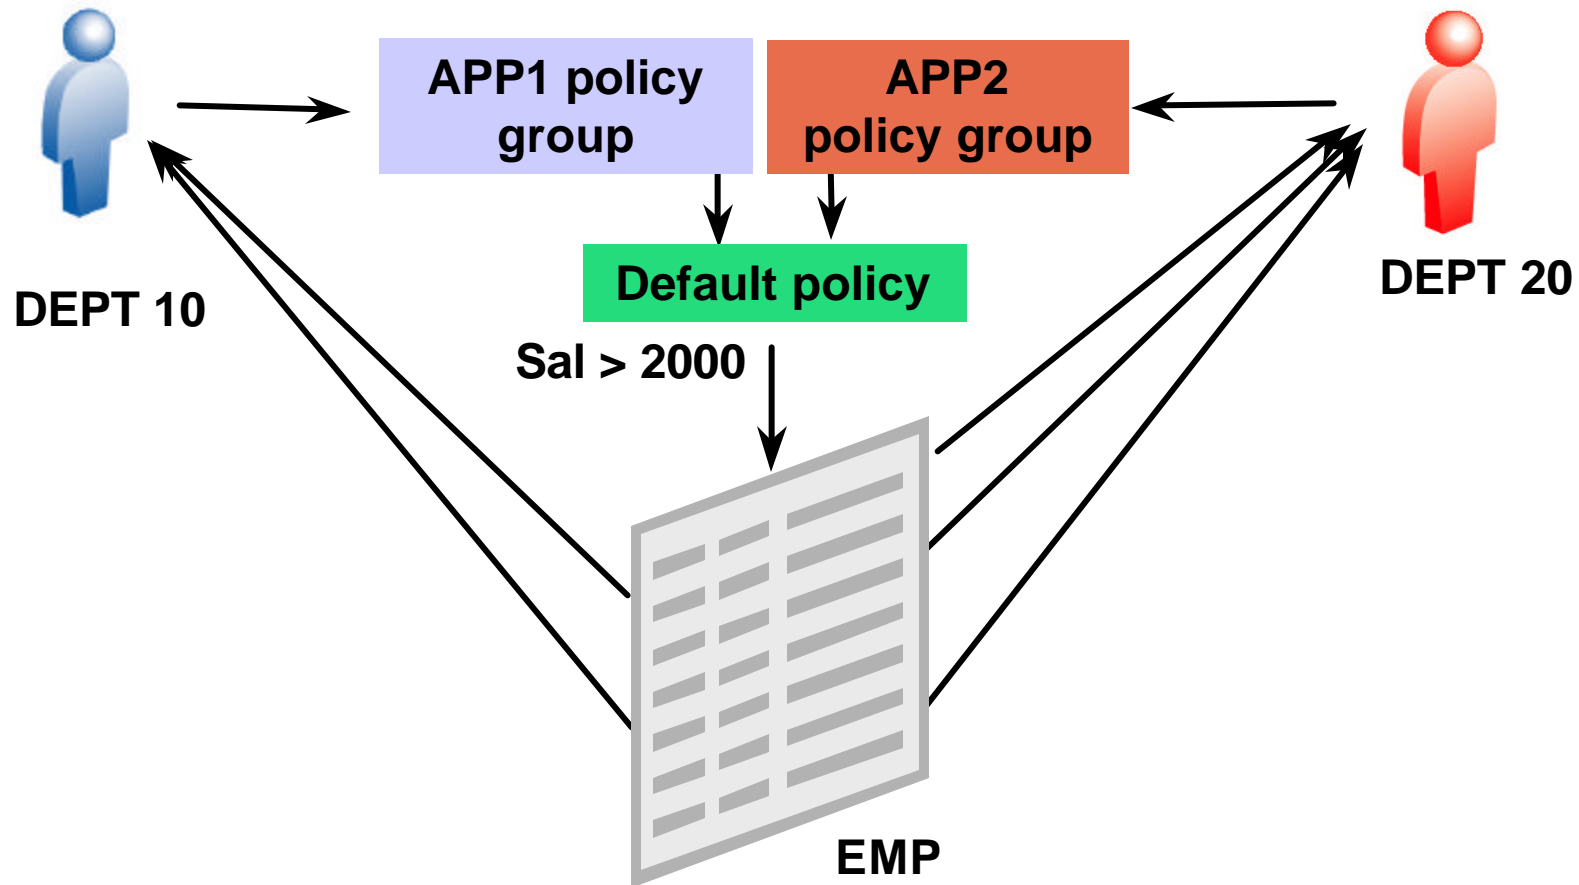 APP1 policy
group
APP2
policy group
Default policy
DEPT 10
DEPT 20
Sal > 2000
EMP